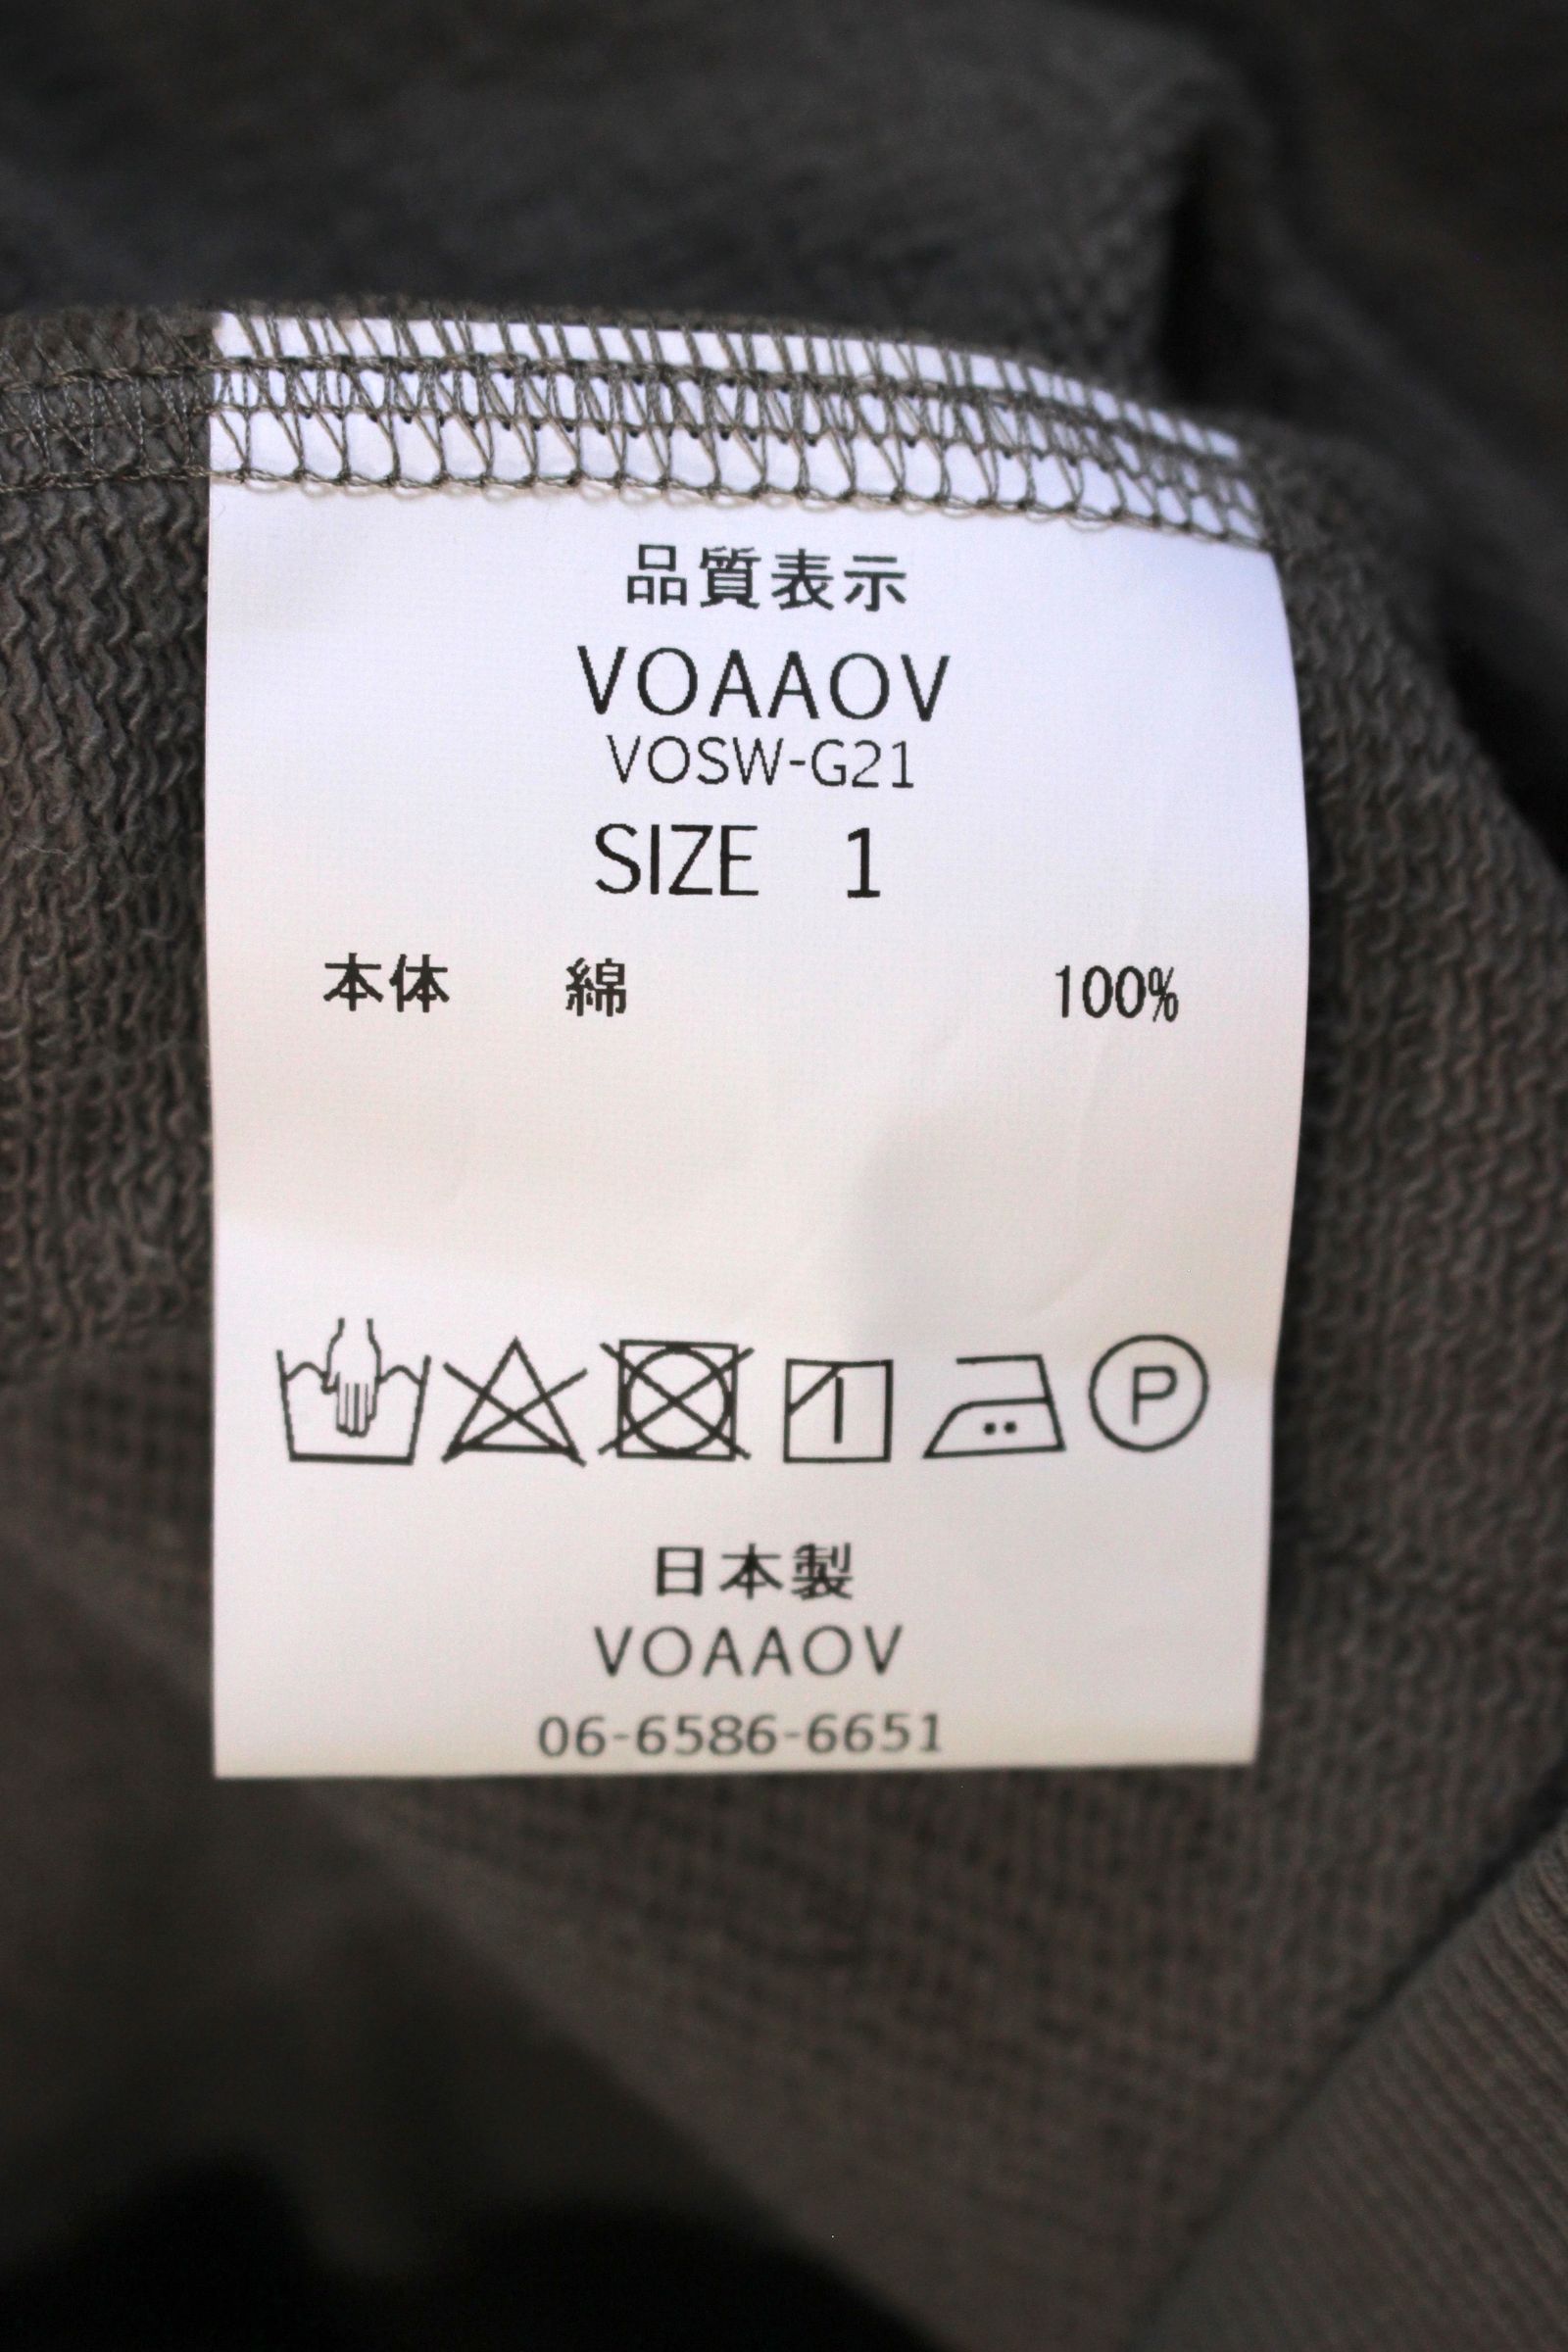 品質表示
VOAAOV
VOSW-G21
SIZE 1
本体 綿 100%
P
日本製
VOAAOV
06-6586-6651